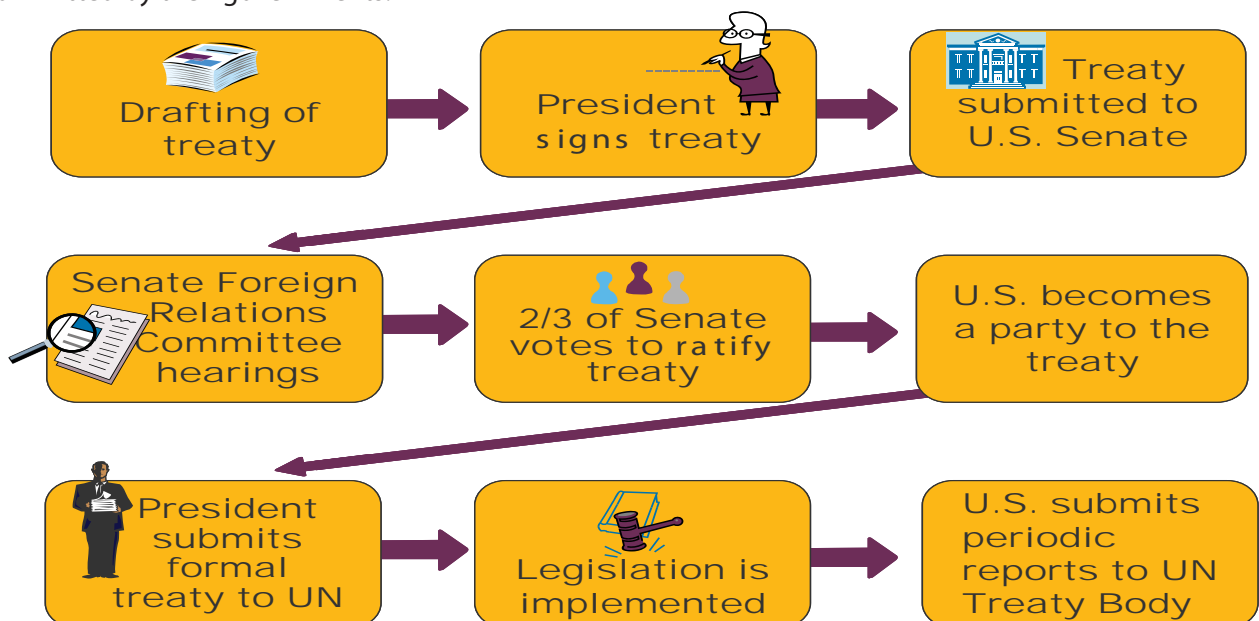 Drafting of
treaty
President
signs treaty
Treaty
submitted to
U.S. Senate
Senate Foreign
Relations
Committee
hearings
2/3 of Senate
votes to ratify
treaty
U.S. becomes
a party to the
treaty
President
submits
formal
treaty to UN
Legislation is
implemented
U.S. submits
periodic
reports to UN
Treaty Body